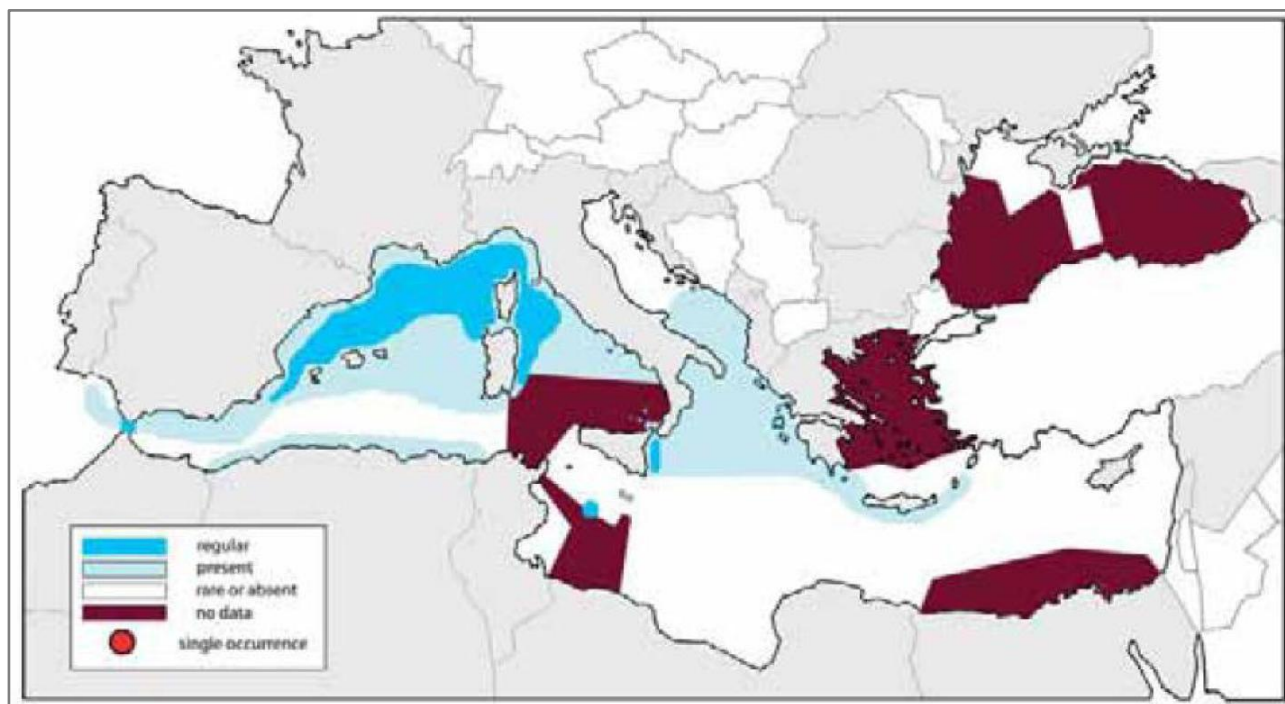 regular
present
rare or absent
no data
single occurrence